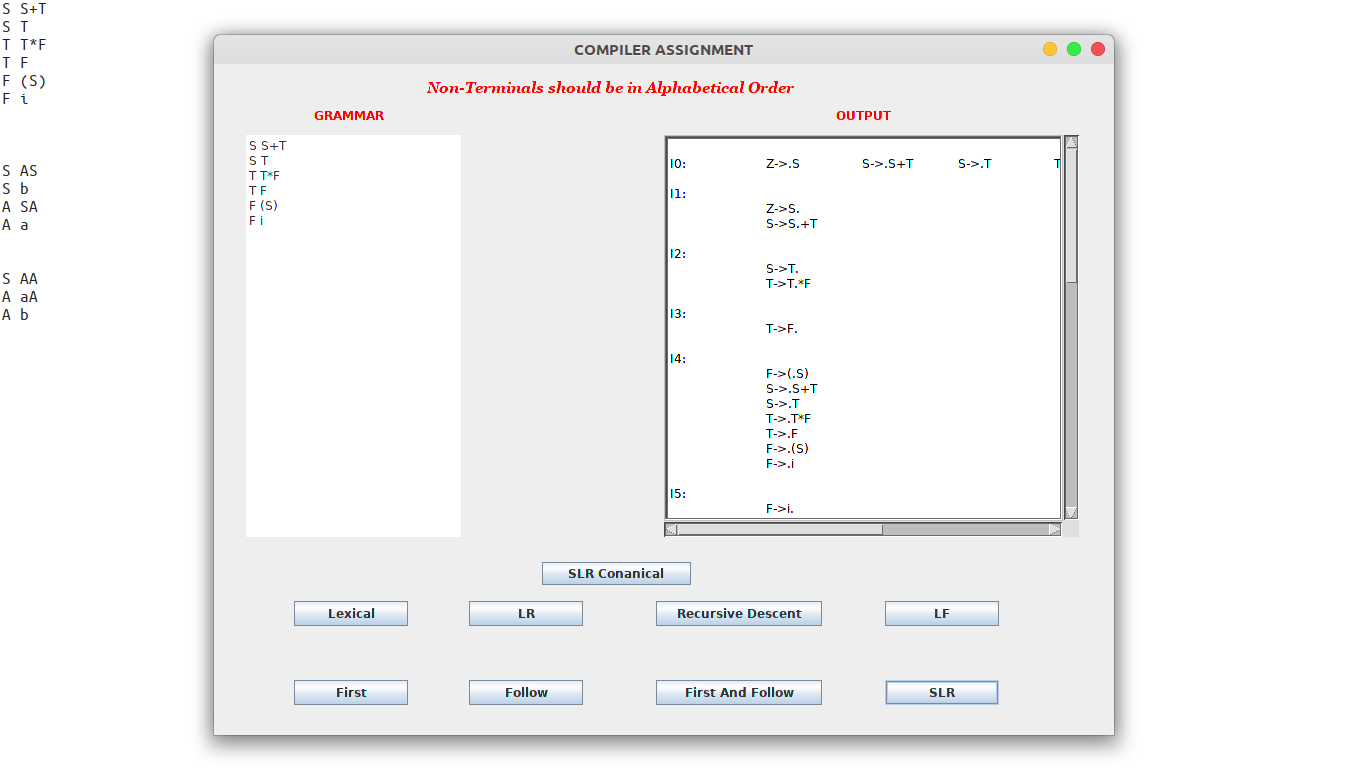 S S+T
S T
T T*F
T F
F (S)
F i
S AS
S b
A SA
A a
S AA
A aA
A b
COMPILER ASSIGNMENT
Non-Terminals should be in Alphabetical Order
GRAMMAR
S S+T
S T
T T*F
T F
F (S)
F i
OUTPUT
I0: Z->.S S->.S+T S->.T T
I1:
Z->S.
S->S.+T
I2:
S->T.
T->T.*F
I3:
T->F.
I4:
F->(.S)
S->.S+T
S->.T
T->.T*F
T->.F
F->.(S)
F->.i
I5:
F->i.
SLR Conanical
Lexical LR Recursive Descent LF
First Follow First And Follow SLR